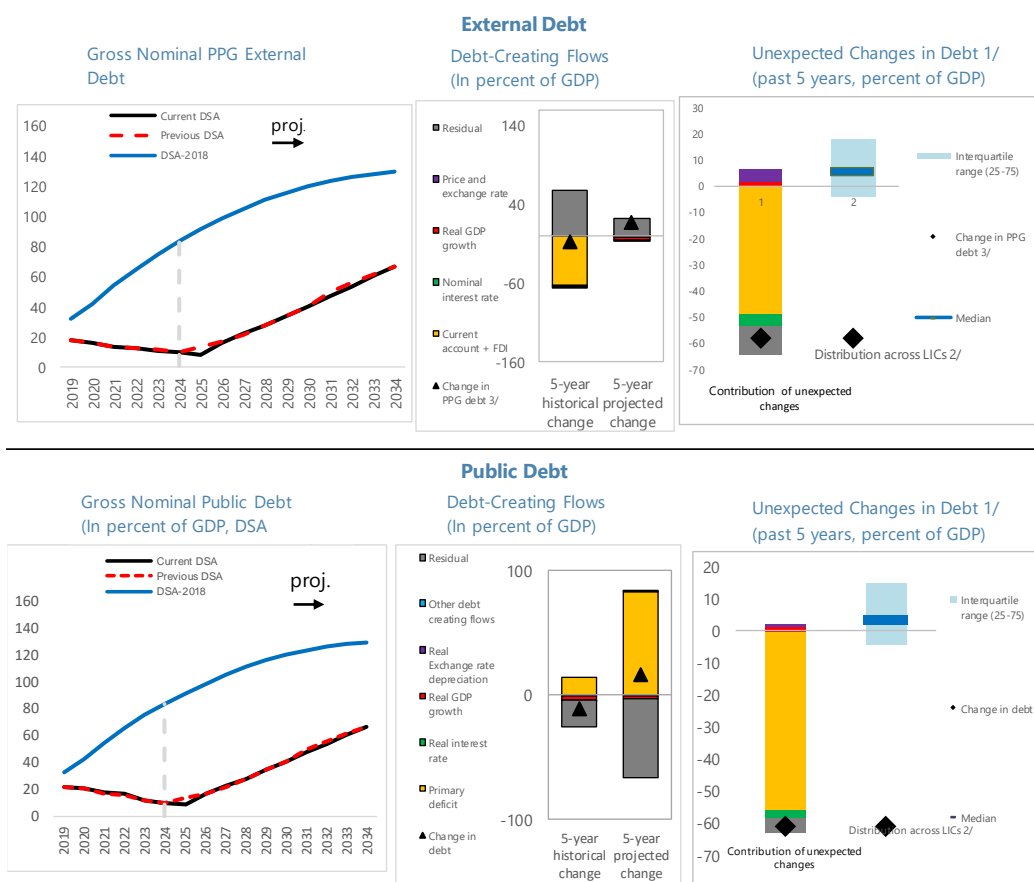 External Debt
Gross Nominal PPG External
Debt
160
140
120
100
80
60
40
20
0
Current DSA
Previous DSA
DSA-2018
proj.
2019
2020
2021
2022
2023
2024
2025
2026
2027
2028
2029
2030
2031
2032
2033
2034
Debt-Creating Flows
(In percent of GDP)
Residual
Price and
exchange rate
Real GDP
growth
Nominal
interest rate
Current
account + FDI
Change in
PPG debt 3/
140
40
-60
-160
5-year
historical
change
5-year
projected
change
Unexpected Changes in Debt 1/
(past 5 years, percent of GDP)
30
20
10
0
-10
-20
-30
-40
-50
-60
-70
1
2
Interquartile
range (25-75)
Change in PPG
debt 3/
Median
Distribution across LICs 2/
Contribution of unexpected
changes
Public Debt
Gross Nominal Public Debt
(In percent of GDP, DSA
Current DSA
Previous DSA
DSA-2018
proj.
160
140
120
100
80
60
40
20
0
2019
2020
2021
2022
2023
2024
2025
2026
2027
2028
2029
2030
2031
2032
2033
2034
Debt-Creating Flows
(In percent of GDP)
Residual
Other debt
creating flows
Real
Exchange rate
depreciation
Real GDP
growth
Real interest
rate
Primary
deficit
Change in
debt
100
0
-100
5-year
historical
change
5-year
projected
change
Unexpected Changes in Debt 1/
(past 5 years, percent of GDP)
20
10
0
-10
-20
-30
-40
-50
-60
-70
Interquartile
range (25-75)
Change in debt
Median
Distribution across LICs 2/
Contribution of unexpected
changes